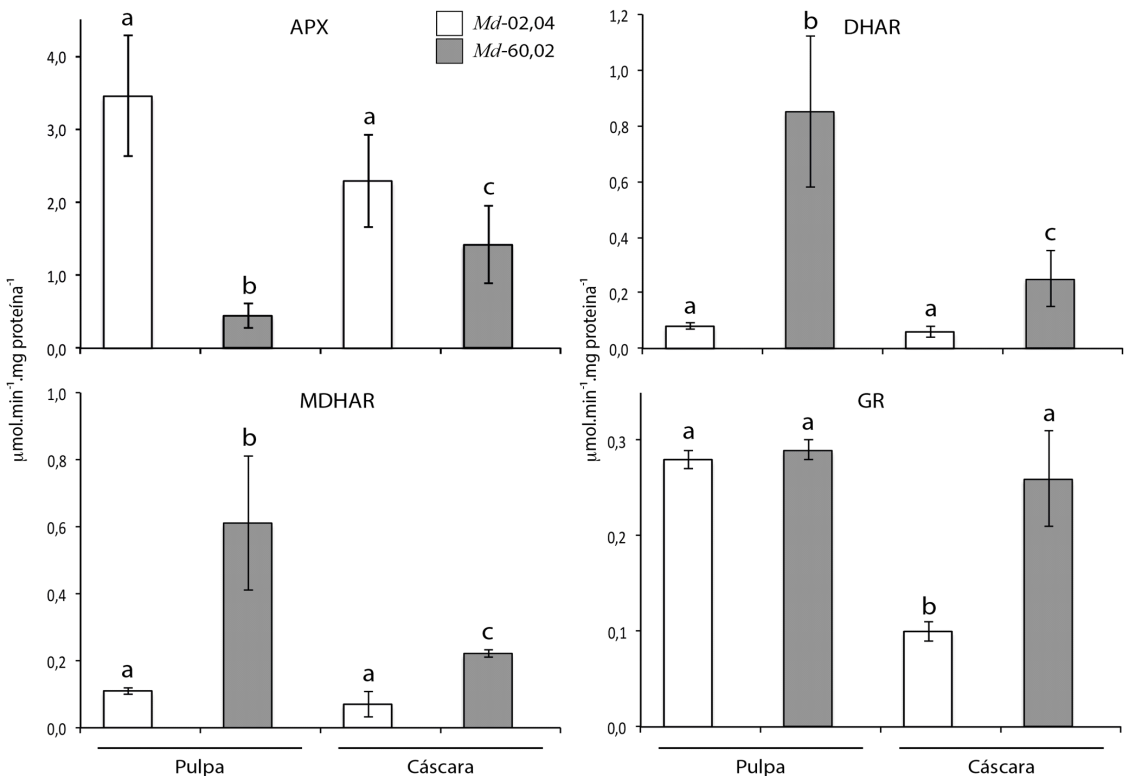 APX
Md-02,04
Md-60,02
4,0
3,0
2,0
1,0
0,0
a
b
a
c
DHAR
1,2
1,0
0,8
0,6
0,4
0,2
0,0
a
b
a
c
µmol.min⁻¹.mg proteína⁻¹
µmol.min⁻¹.mg proteína⁻¹
MDHAR
1,0
0,8
0,6
0,4
0,2
0,0
a
b
a
c
Pulpa
Cáscara
GR
0,3
0,2
0,1
0,0
a
a
b
a
Pulpa
Cáscara